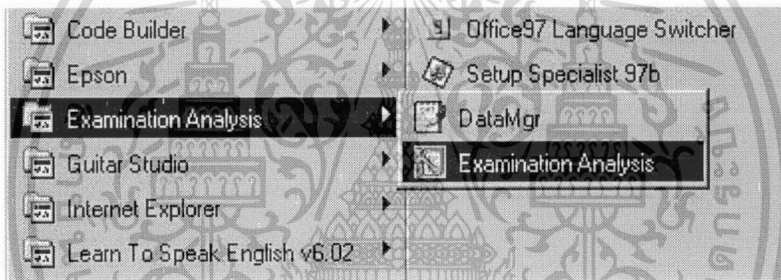 Code Builder
Office97 Language Switcher
Epson
Setup Specialist 97b
Examination Analysis
DataMgr
Guitar Studio
Examination Analysis
Internet Explorer
Learn To Speak English v6.02